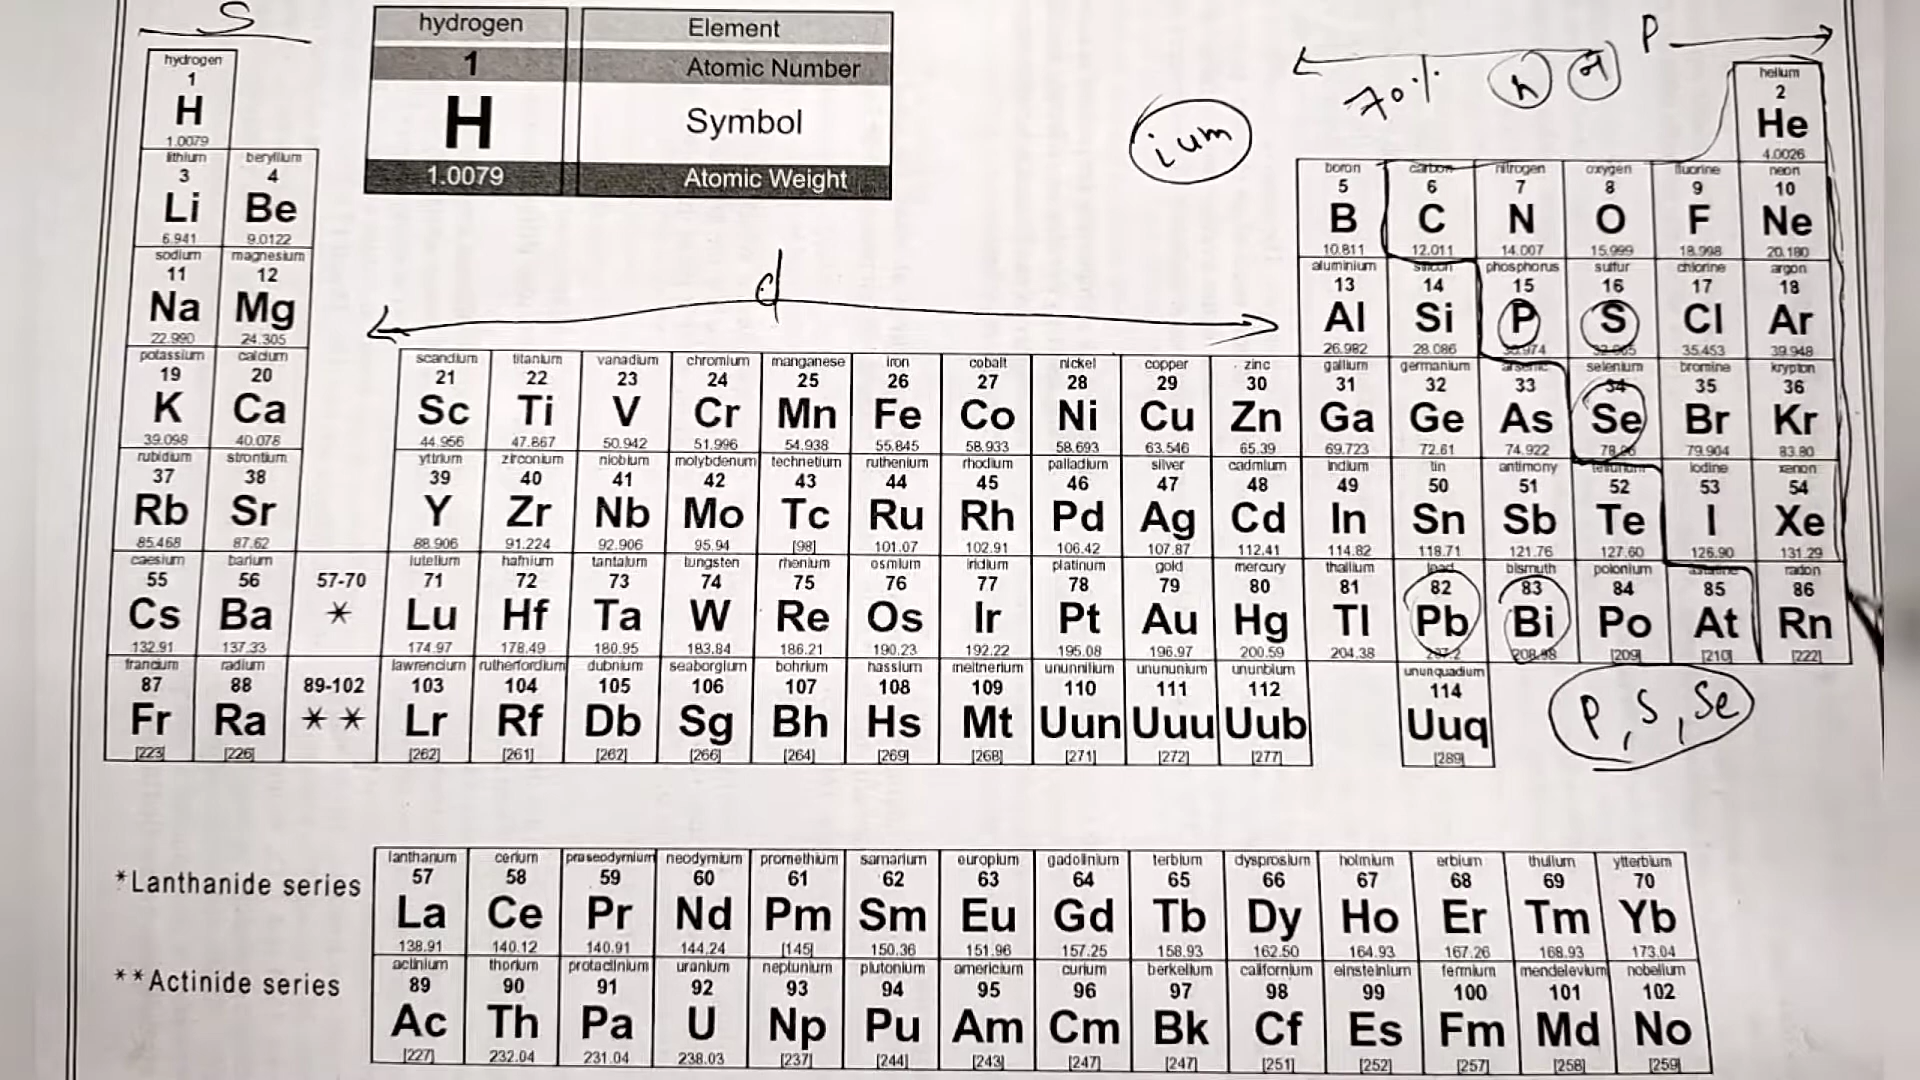 S
hydrogen Element
1 Atomic Number
H Symbol
1.0079 Atomic Weight
P
70% h न
ium
hydrogen helium
1 2
H He
1.0079 4.0026
lithium beryllium boron carbon nitrogen oxygen fluorine neon
3 4 5 6 7 8 9 10
Li Be B C N O F Ne
6.941 9.0122 10.811 12.011 14.007 15.999 18.998 20.180
sodium magnesium aluminium silicon phosphorus sulfur chlorine argon
11 12 13 14 15 16 17 18
Na Mg d Al Si P S Cl Ar
22.990 24.305 26.982 28.086 30.974 32.065 35.453 39.948
potassium calcium scandium titanium vanadium chromium manganese iron cobalt nickel copper zinc gallium germanium arsenic selenium bromine krypton
19 20 21 22 23 24 25 26 27 28 29 30 31 32 33 34 35 36
K Ca Sc Ti V Cr Mn Fe Co Ni Cu Zn Ga Ge As Se Br Kr
39.098 40.078 44.956 47.867 50.942 51.996 54.938 55.845 58.933 58.693 63.546 65.39 69.723 72.61 74.922 78.96 79.904 83.80
rubidium strontium yttrium zirconium niobium molybdenum technetium ruthenium rhodium palladium silver cadmium indium tin antimony tellurium iodine xenon
37 38 39 40 41 42 43 44 45 46 47 48 49 50 51 52 53 54
Rb Sr Y Zr Nb Mo Tc Ru Rh Pd Ag Cd In Sn Sb Te I Xe
85.468 87.62 88.906 91.224 92.906 95.94 [98] 101.07 102.91 106.42 107.87 112.41 114.82 118.71 121.76 127.60 126.90 131.29
caesium barium lutetium hafnium tantalum tungsten rhenium osmium iridium platinum gold mercury thallium lead bismuth polonium astatine radon
55 56 57-70 71 72 73 74 75 76 77 78 79 80 81 82 83 84 85 86
Cs Ba * Lu Hf Ta W Re Os Ir Pt Au Hg Tl Pb Bi Po At Rn
132.91 137.33 174.97 178.49 180.95 183.84 186.21 190.23 192.22 195.08 196.97 200.59 204.38 207.2 208.98 [209] [210] [222]
francium radium lawrencium rutherfordium dubnium seaborgium bohrium hassium meitnerium ununnilium unununium ununbium ununquadium
87 88 89-102 103 104 105 106 107 108 109 110 111 112 114
Fr Ra * * Lr Rf Db Sg Bh Hs Mt Uun Uuu Uub Uuq
[223] [226] [262] [261] [262] [266] [264] [269] [268] [271] [272] [277] [289]
P, S, Se
lanthanum cerium praseodymium neodymium promethium samarium europium gadolinium terbium dysprosium holmium erbium thulium ytterbium
57 58 59 60 61 62 63 64 65 66 67 68 69 70
*Lanthanide series La Ce Pr Nd Pm Sm Eu Gd Tb Dy Ho Er Tm Yb
138.91 140.12 140.91 144.24 [145] 150.36 151.96 157.25 158.93 162.50 164.93 167.26 168.93 173.04
actinium thorium protactinium uranium neptunium plutonium americium curium berkelium californium einsteinium fermium mendelevium nobelium
**Actinide series 89 90 91 92 93 94 95 96 97 98 99 100 101 102
Ac Th Pa U Np Pu Am Cm Bk Cf Es Fm Md No
[227] 232.04 231.04 238.03 [237] [244] [243] [247] [247] [251] [252] [257] [258] [259]